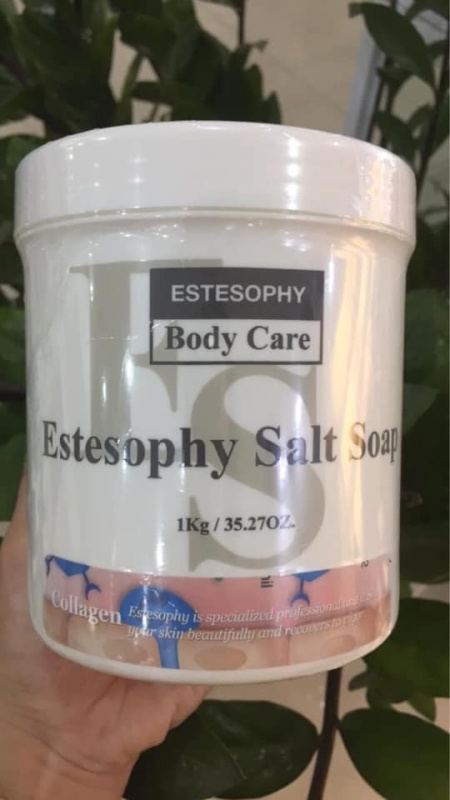 ESTESOPHY
Body Care
Estesophy Salt Soap
1Kg / 35.27OZ.
Collagen
Estesophy is specialized professional
your skin beautifully and recovers to